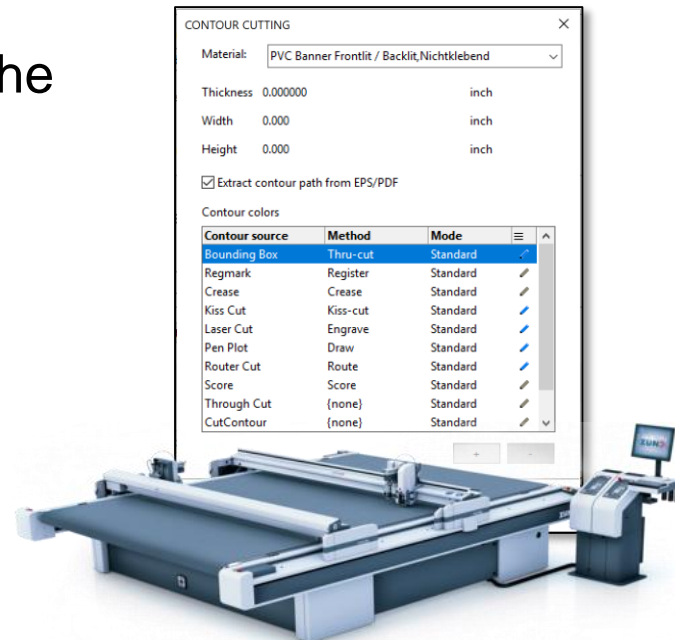 he
CONTOUR CUTTING
Material: PVC Banner Frontlit / Backlit,Nichtklebend
Thickness 0.000000 inch
Width 0.000 inch
Height 0.000 inch
Extract contour path from EPS/PDF
Contour colors
Contour source Method Mode
Bounding Box Thru-cut Standard
Regmark Register Standard
Crease Crease Standard
Kiss Cut Kiss-cut Standard
Laser Cut Engrave Standard
Pen Plot Draw Standard
Router Cut Route Standard
Score Score Standard
Through Cut {none} Standard
CutContour {none} Standard
+ -
ZUND
ZUND